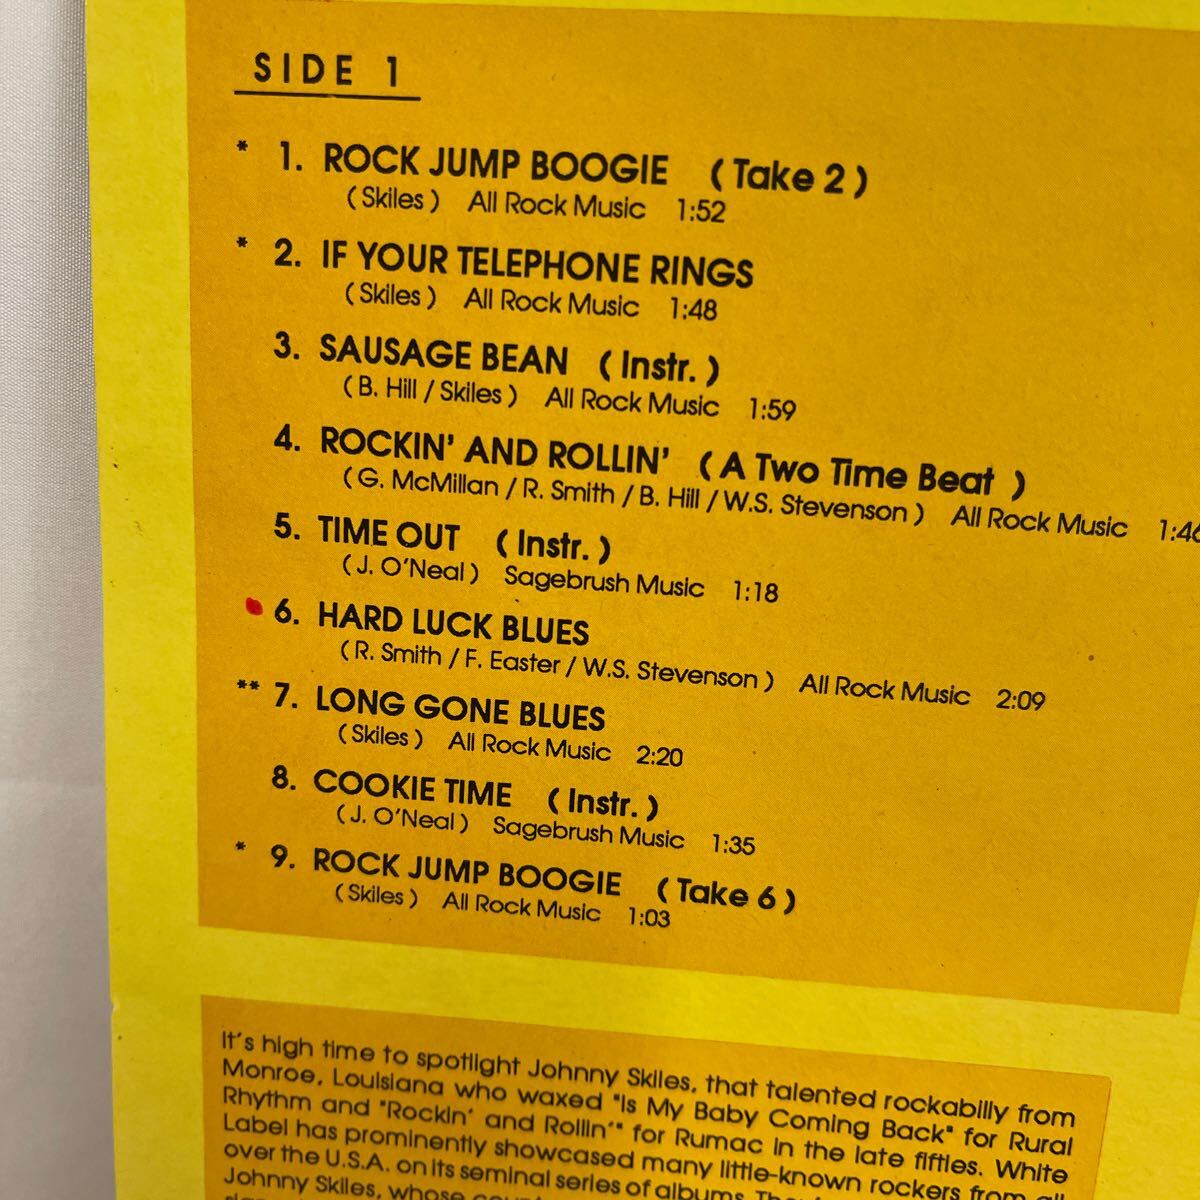 SIDE 1
* 1. ROCK JUMP BOOGIE (Take 2)
(Skiles) All Rock Music 1:52
* 2. IF YOUR TELEPHONE RINGS
(Skiles) All Rock Music 1:48
3. SAUSAGE BEAN (Instr.)
(B. Hill / Skiles) All Rock Music 1:59
4. ROCKIN' AND ROLLIN' (A Two Time Beat)
(G. McMillan / R. Smith / B. Hill / W.S. Stevenson) All Rock Music 1:46
5. TIME OUT (Instr.)
(J. O'Neal) Sagebrush Music 1:18
6. HARD LUCK BLUES
(R. Smith / F. Easter / W.S. Stevenson) All Rock Music 2:09
** 7. LONG GONE BLUES
(Skiles) All Rock Music 2:20
8. COOKIE TIME (Instr.)
(J. O'Neal) Sagebrush Music 1:35
* 9. ROCK JUMP BOOGIE (Take 6)
(Skiles) All Rock Music 1:03
It's high time to spotlight Johnny Skiles, that talented rockabilly from
Monroe, Louisiana who waxed "Is My Baby Coming Back" for Rural
Rhythm and "Rockin' and Rollin'" for Rumac in the late fifties. White
Label has prominently showcased many little-known rockers from all
over the U.S.A. on its seminal series of albums.
Johnny Skiles, whose